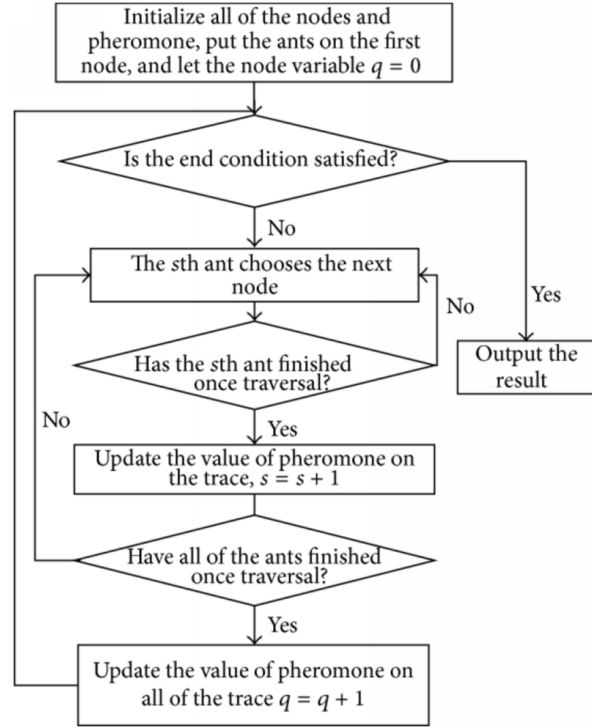 Initialize all of the nodes and
pheromone, put the ants on the first
node, and let the node variable q = 0
Is the end condition satisfied?
No
The sth ant chooses the next
node
No
Yes
Has the sth ant finished
once traversal?
Output the
result
No
Yes
Update the value of pheromone on
the trace, s = s + 1
Have all of the ants finished
once traversal?
Yes
Update the value of pheromone on
all of the trace q = q + 1